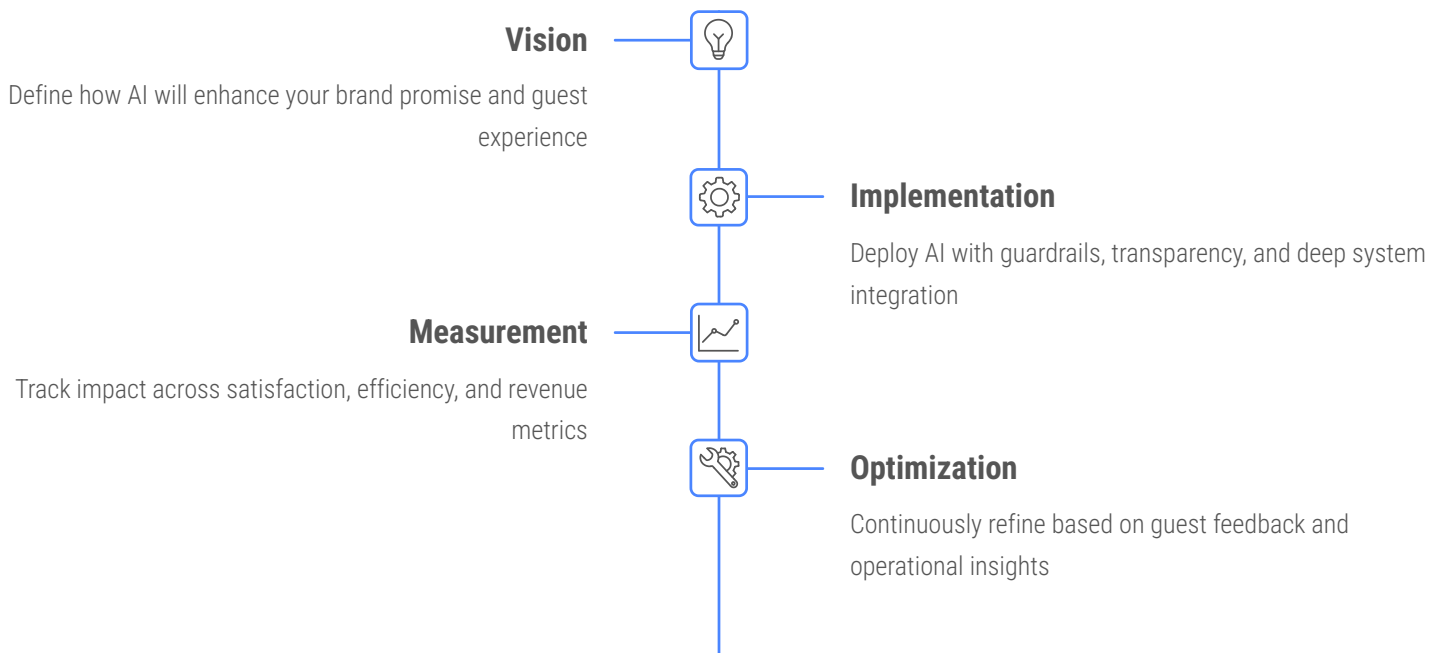 Vision
Define how AI will enhance your brand promise and guest
experience
Implementation
Deploy AI with guardrails, transparency, and deep system
integration
Measurement
Track impact across satisfaction, efficiency, and revenue
metrics
Optimization
Continuously refine based on guest feedback and
operational insights